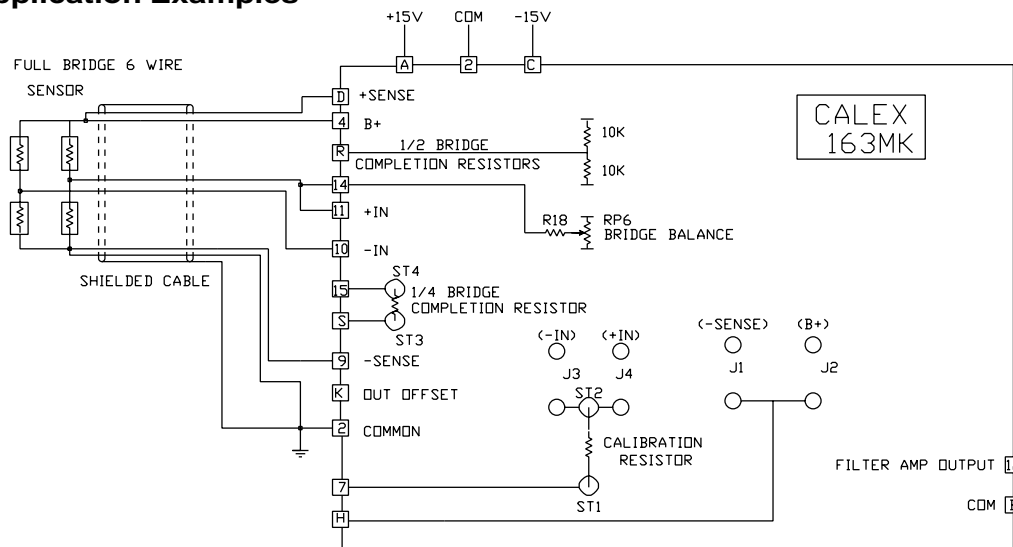 pplication Examples
+15V COM -15V
A 2 C
FULL BRIDGE 6 WIRE
SENSOR
D +SENSE
4 B+
CALEX
163MK
R 1/2 BRIDGE
COMPLETION RESISTORS
10K
10K
14
11 +IN
R18 RP6
BRIDGE BALANCE
10 -IN
SHIELDED CABLE
ST4
15 1/4 BRIDGE
COMPLETION RESISTOR
S
ST3
(-IN) (+IN) (-SENSE) (B+)
9 -SENSE
J3 J4 J1 J2
K OUT OFFSET
ST2
2 COMMON
CALIBRATION
RESISTOR
FILTER AMP OUTPUT
7
ST1
COM
H